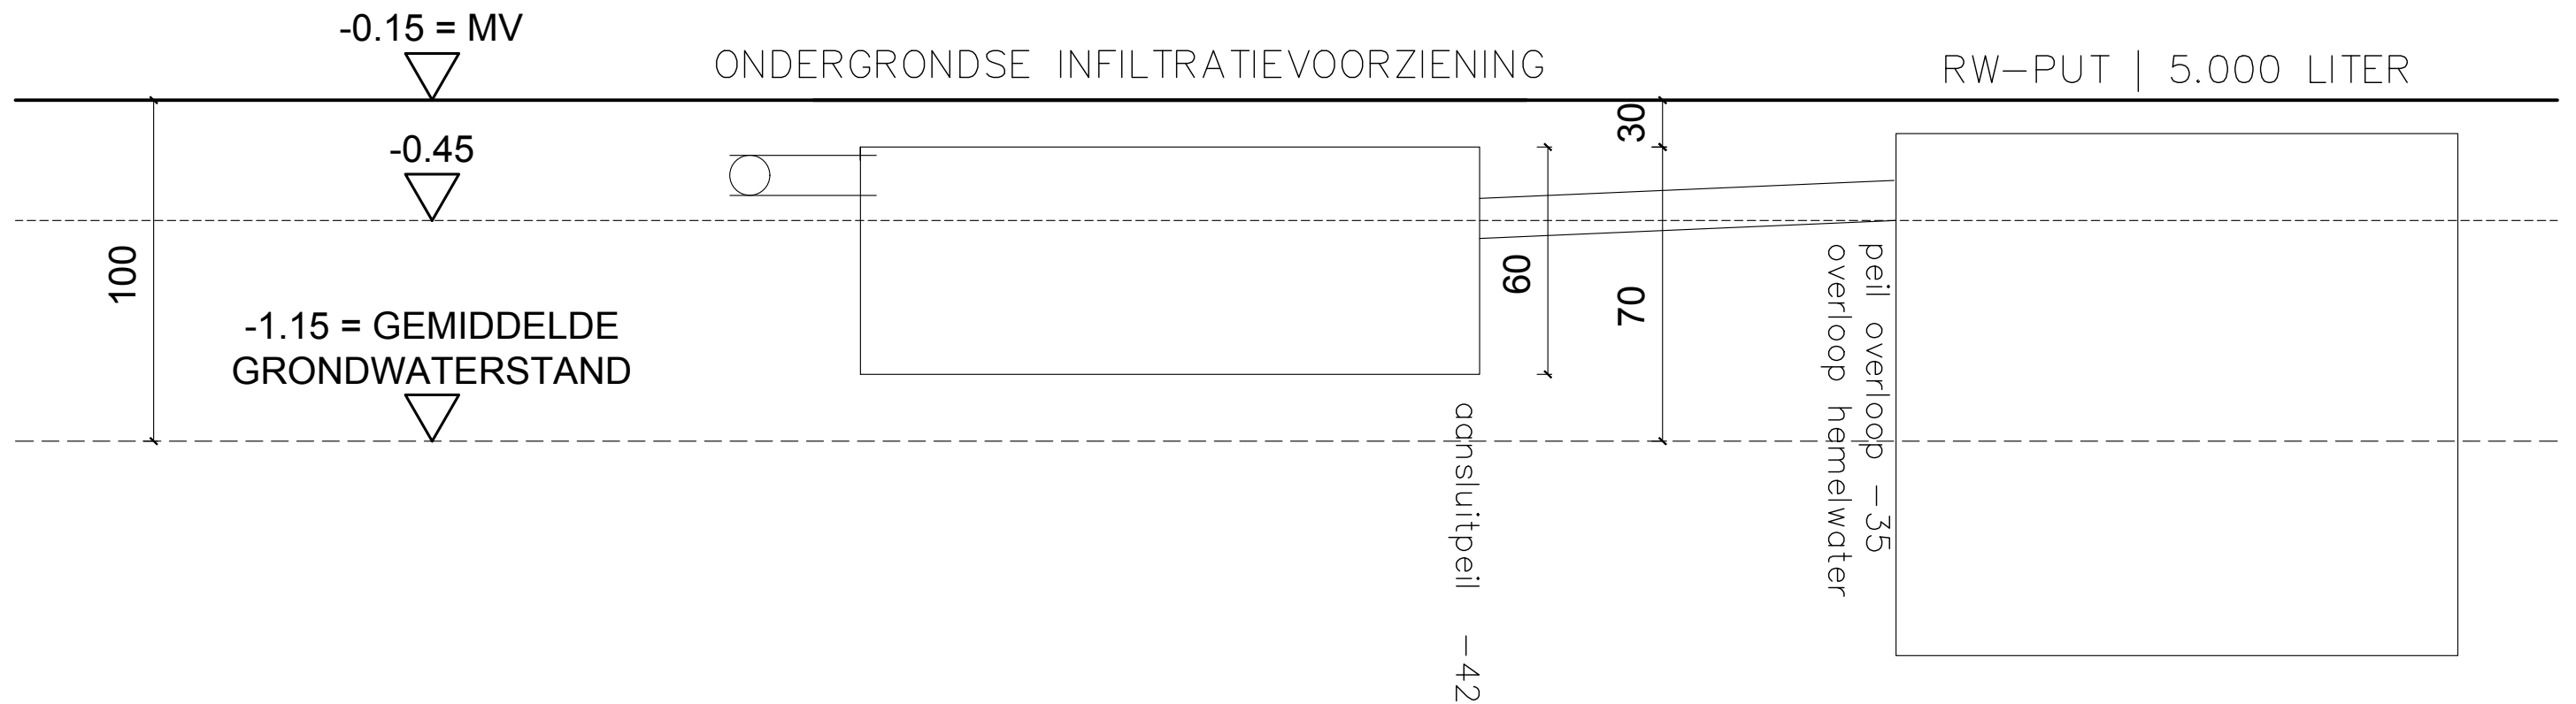 -0.15 = MV
ONDERGRONDSE INFILTRATIEVOORZIENING
RW-PUT | 5.000 LITER
30
-0.45
100
60
70
-1.15 = GEMIDDELDE
GRONDWATERSTAND
peil overloop -35
overloop hemelwater
aansluitpeil -42